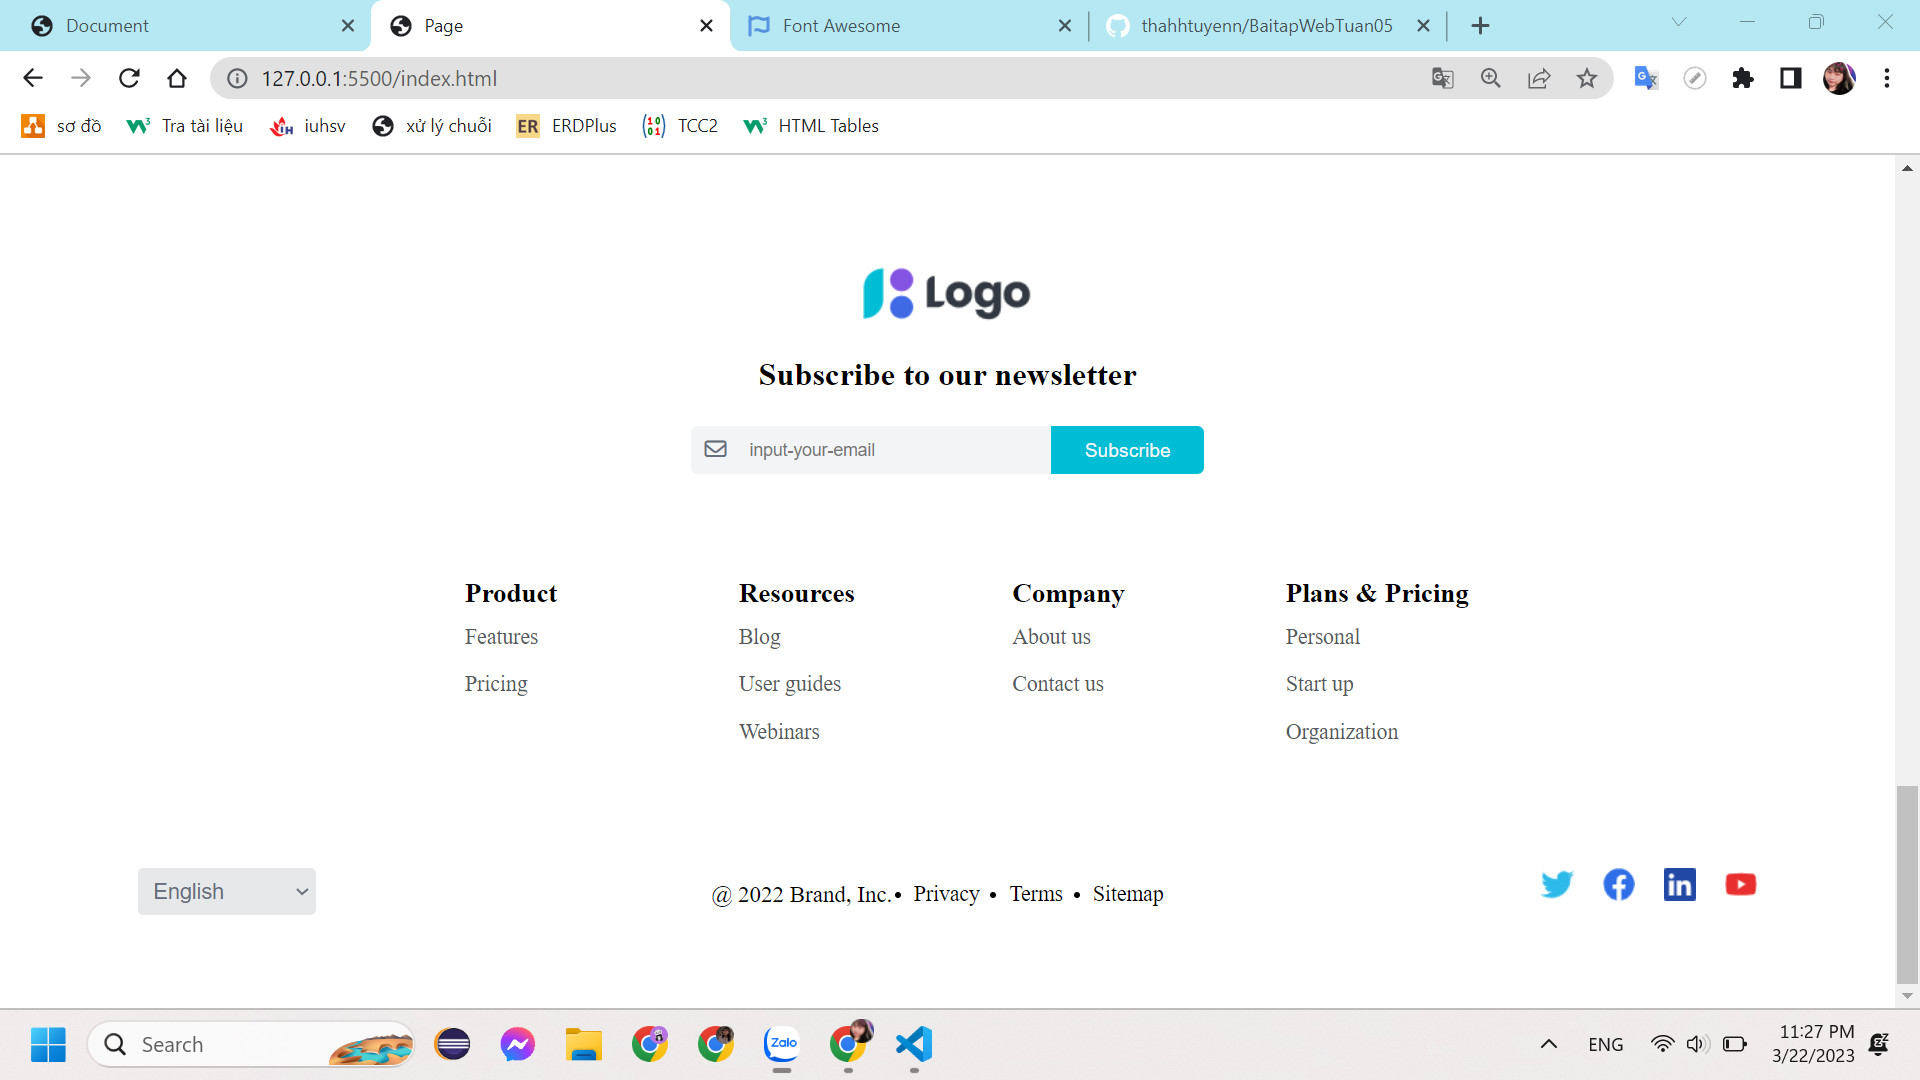 Document
Page
Font Awesome
thahhtuyenn/BaitapWebTuan05
127.0.0.1:5500/index.html
sơ đồ
Tra tài liệu
iuhsv
xử lý chuỗi
ER ERDPlus
TCC2
HTML Tables
Logo
Subscribe to our newsletter
input-your-email
Subscribe
Product
Resources
Company
Plans & Pricing
Features
Blog
About us
Personal
Pricing
User guides
Contact us
Start up
Webinars
Organization
English
@ 2022 Brand, Inc.• Privacy • Terms • Sitemap
in
Search
Zalo
ENG
11:27 PM
3/22/2023